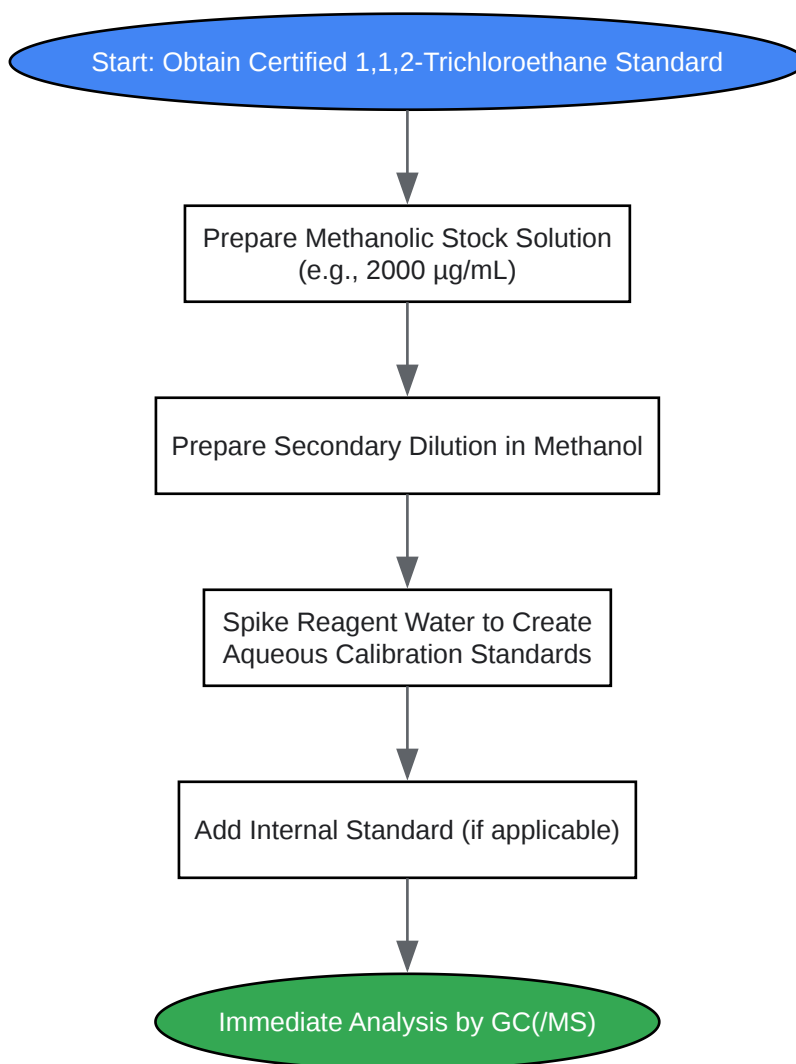 Start: Obtain Certified 1,1,2-Trichloroethane Standard
Prepare Methanolic Stock Solution
(e.g., 2000 µg/mL)
Prepare Secondary Dilution in Methanol
Spike Reagent Water to Create
Aqueous Calibration Standards
Add Internal Standard (if applicable)
Immediate Analysis by GC(/MS)